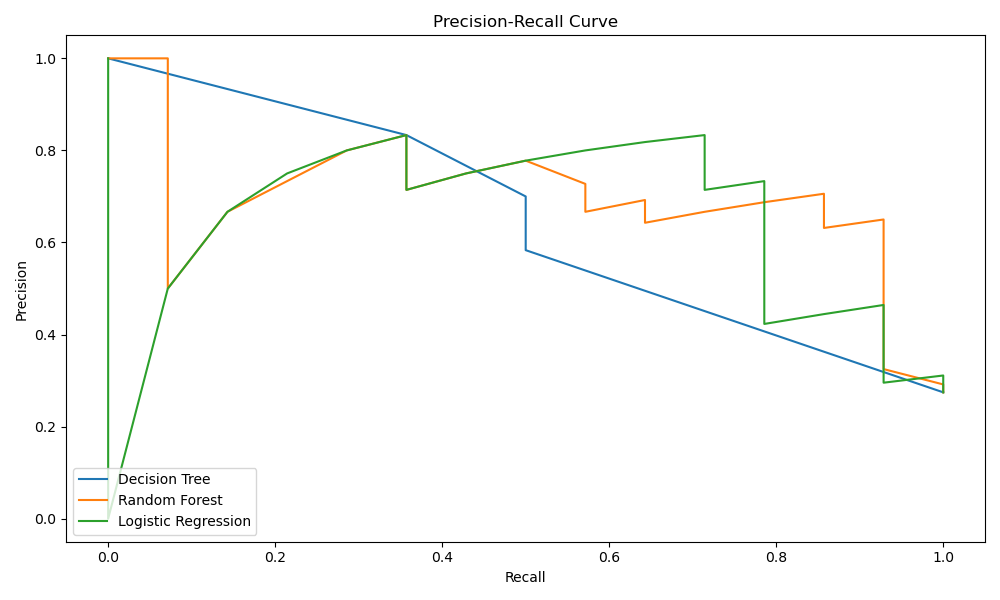 Precision-Recall Curve
Precision
1.0
0.8
0.6
0.4
0.2
0.0
Decision Tree
Random Forest
Logistic Regression
0.0 0.2 0.4 0.6 0.8 1.0
Recall